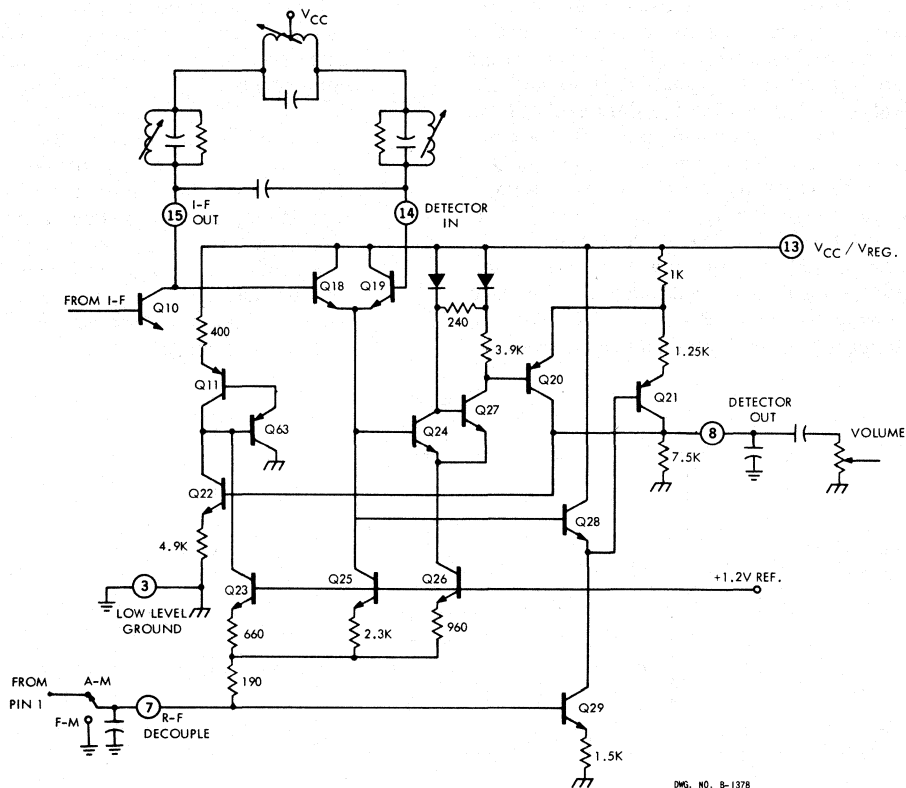 VCC
15
I-F
OUT
14
DETECTOR
IN
13
VCC / VREG.
FROM I-F
Q10
Q18
Q19
240
1K
400
3.9K
1.25K
Q11
Q20
Q21
Q63
Q24
Q27
DETECTOR
OUT
8
VOLUME
7.5K
Q22
Q28
4.9K
3
LOW LEVEL
GROUND
Q23
Q25
Q26
+1.2V REF.
660
2.3K
960
190
FROM
PIN 1
A-M
F-M
7
R-F
DECOUPLE
Q29
1.5K
DWG. NO. B-1378